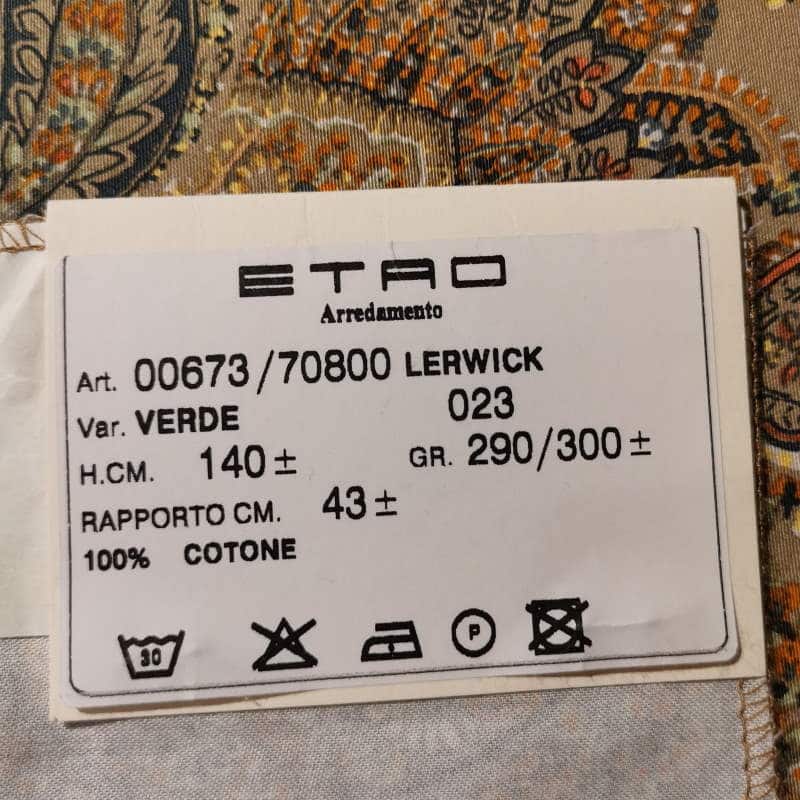 ETRO
Arredamento
Art. 00673/70800 LERWICK
Var. VERDE 023
H.CM. 140± GR. 290/300±
RAPPORTO CM. 43±
100% COTONE
30 P